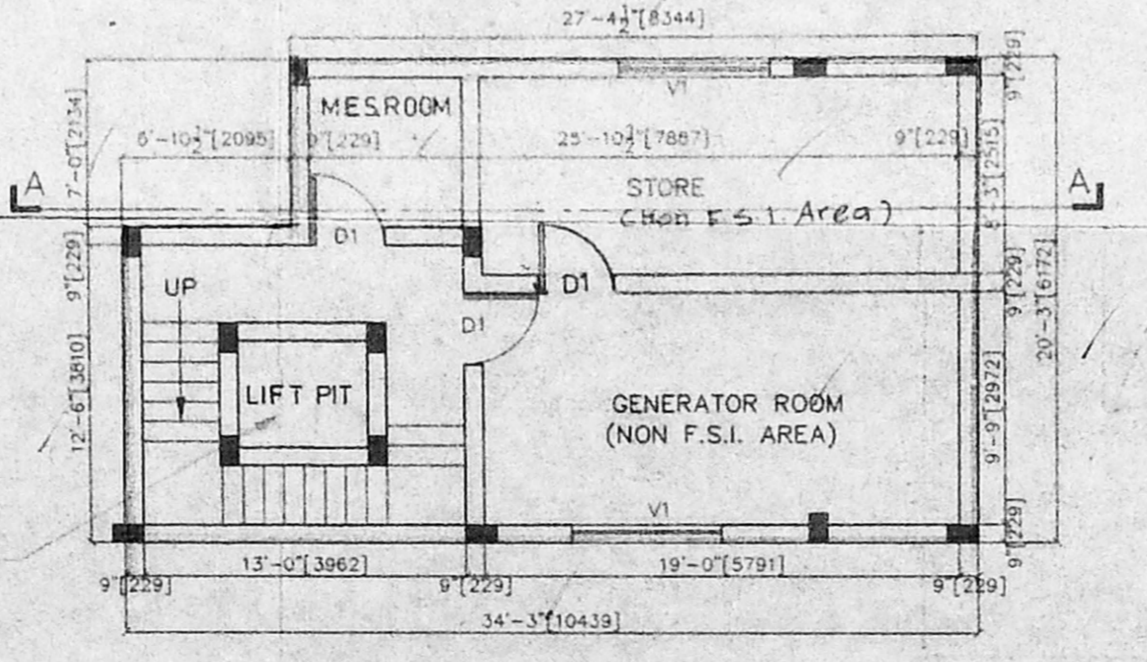 27'-4½"[8344]
9"[229]
V1
MES.ROOM
7'-0"[2134]
6'-10½"[2095]
9"[229]
25'-10½"[7887]
9"[229]
8'-3"[2515]
A
STORE
A
(Non F.S.I. Area)
D1
9"[229]
UP
D1
9"[229]
20'-3"[6172]
D1
12'-6"[3810]
LIFT PIT
GENERATOR ROOM
(NON F.S.I. AREA)
9'-9"[2972]
V1
9"[229]
13'-0"[3962]
19'-0"[5791]
9"[229]
9"[229]
9"[229]
34'-3"[10439]